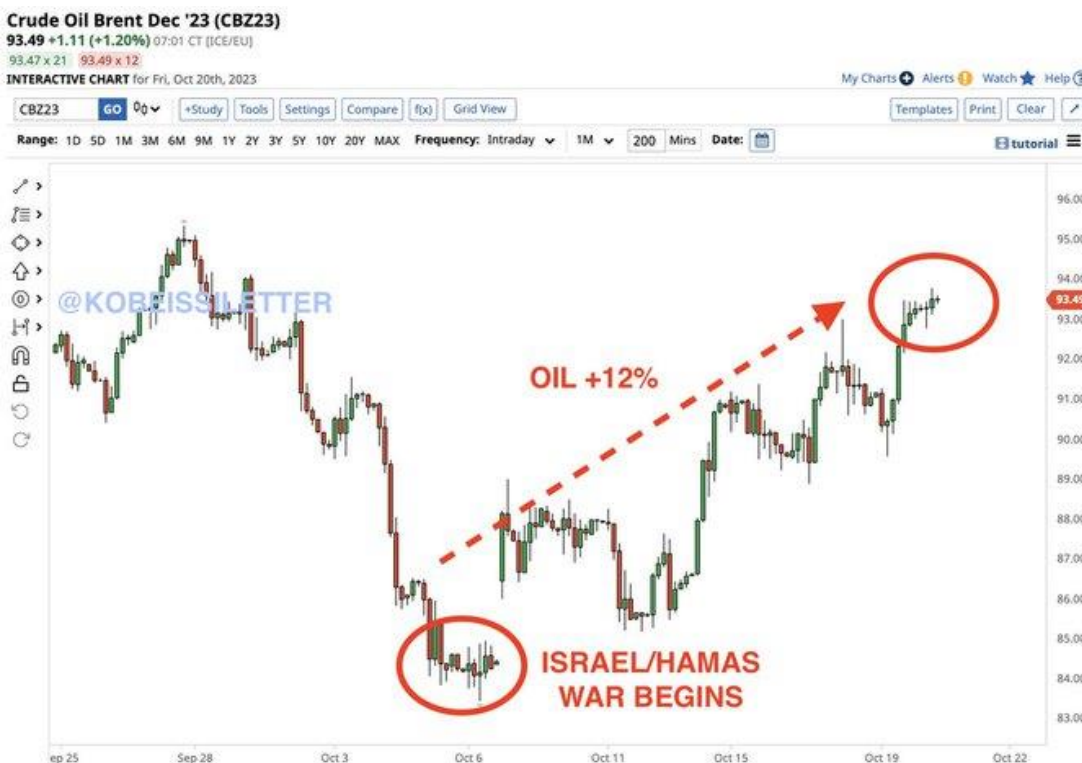 Crude Oil Brent Dec '23 (CBZ23)
93.49 +1.11 (+1.20%) 07:01 CT [ICE/EU]
93.47 x 21 93.49 x 12
INTERACTIVE CHART for Fri, Oct 20th, 2023
My Charts Alerts Watch Help
CBZ23 GO +Study Tools Settings Compare f(x) Grid View Templates Print Clear
Range: 1D 5D 1M 3M 6M 9M 1Y 2Y 3Y 5Y 10Y 20Y MAX Frequency: Intraday 1M 200 Mins Date: tutorial
96.00
95.00
94.00
@KOBEISSILETTER
93.49
93.00
92.00
OIL +12%
91.00
90.00
89.00
88.00
87.00
86.00
85.00
ISRAEL/HAMAS
84.00
WAR BEGINS
83.00
ep 25 Sep 28 Oct 3 Oct 6 Oct 11 Oct 15 Oct 19 Oct 22